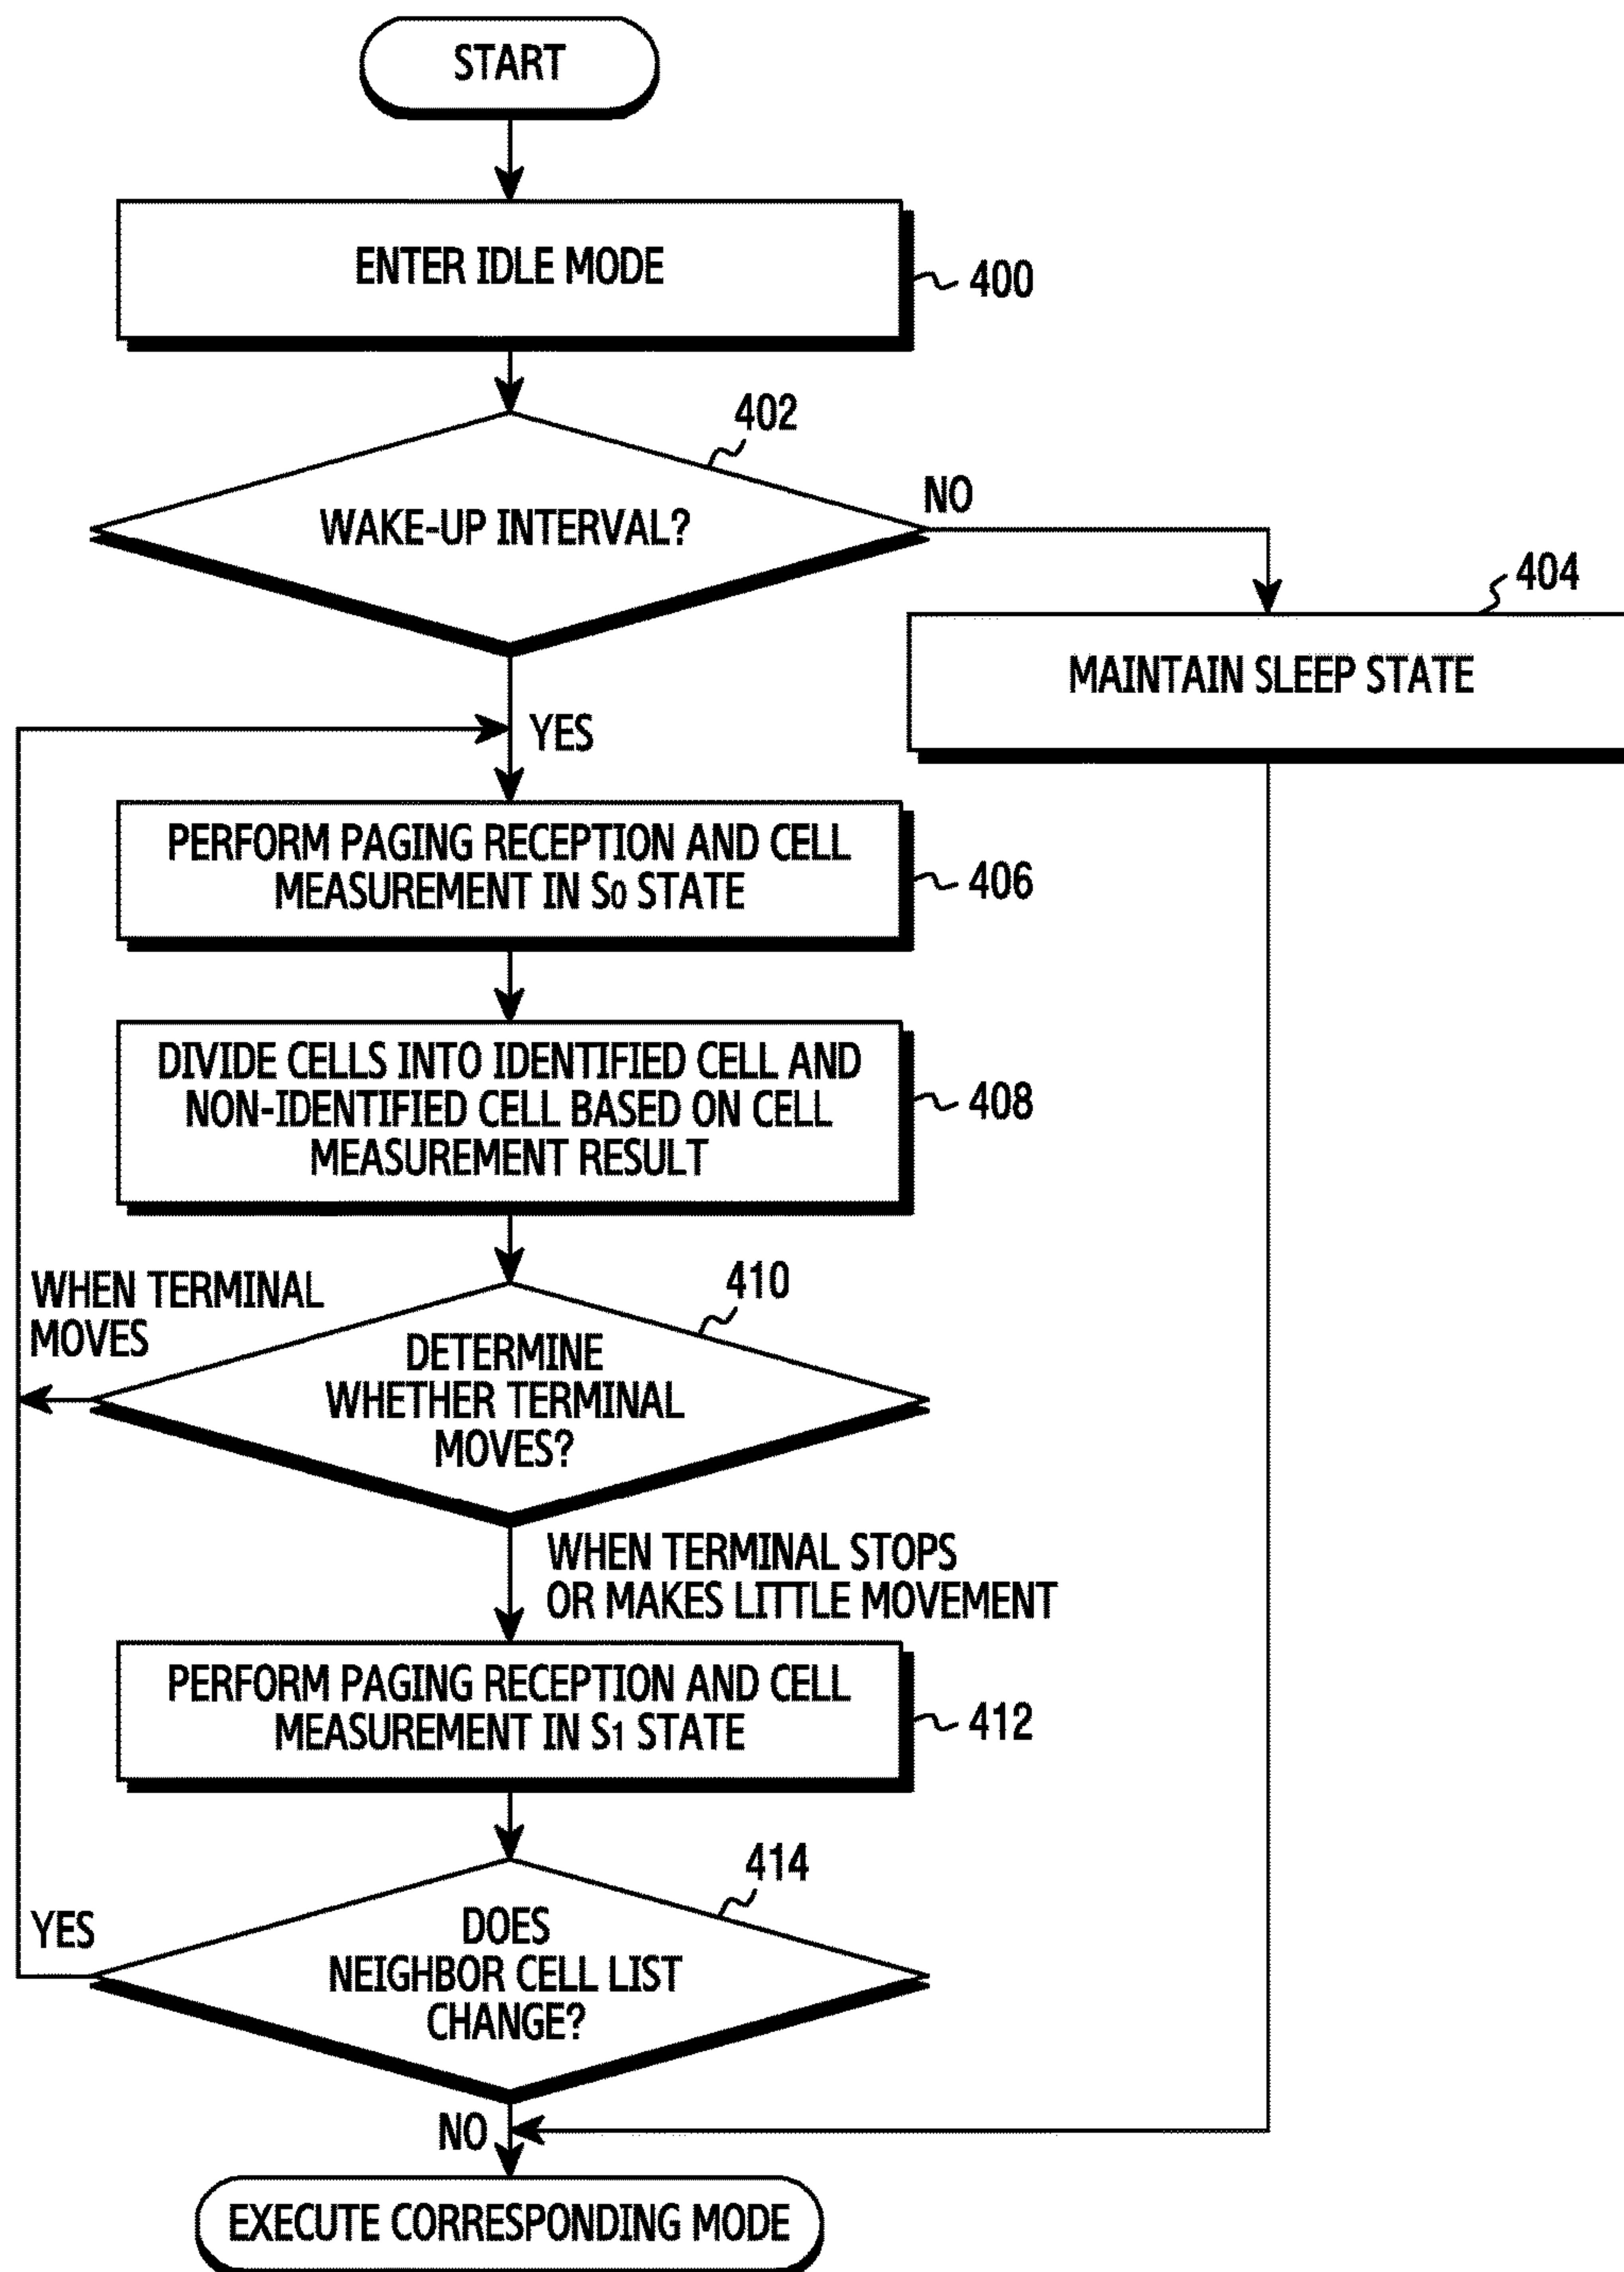 START
ENTER IDLE MODE
400
402
WAKE-UP INTERVAL?
NO
404
MAINTAIN SLEEP STATE
YES
PERFORM PAGING RECEPTION AND CELL
MEASUREMENT IN S0 STATE
406
DIVIDE CELLS INTO IDENTIFIED CELL AND
NON-IDENTIFIED CELL BASED ON CELL
MEASUREMENT RESULT
408
WHEN TERMINAL
MOVES
410
DETERMINE
WHETHER TERMINAL
MOVES?
WHEN TERMINAL STOPS
OR MAKES LITTLE MOVEMENT
PERFORM PAGING RECEPTION AND CELL
MEASUREMENT IN S1 STATE
412
414
YES
DOES
NEIGHBOR CELL LIST
CHANGE?
NO
EXECUTE CORRESPONDING MODE